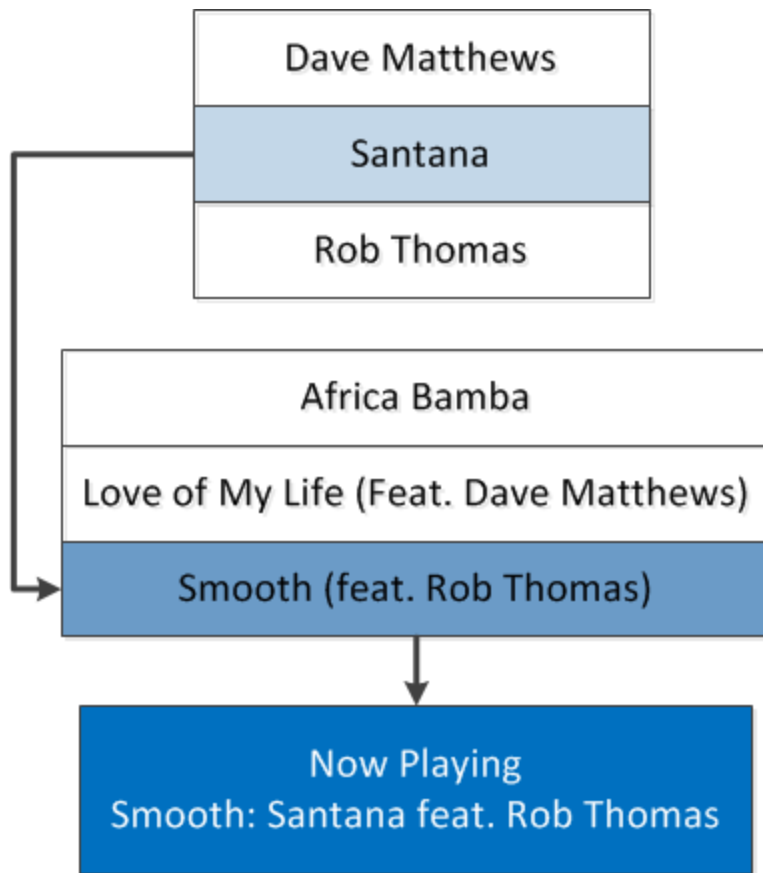 Dave Matthews
Santana
Rob Thomas
Africa Bamba
Love of My Life (Feat. Dave Matthews)
Smooth (feat. Rob Thomas)
Now Playing
Smooth: Santana feat. Rob Thomas